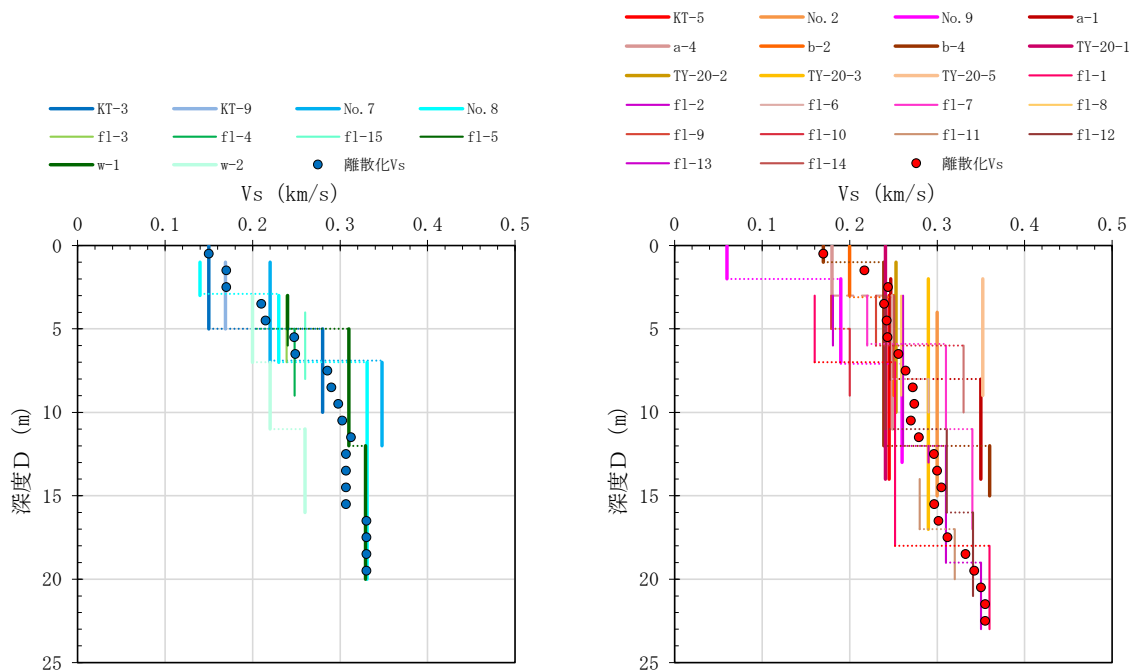 KT-3 KT-9 No.7 No.8
fl-3 fl-4 fl-15 fl-5
w-1 w-2 離散化Vs
Vs (km/s)
0 0.1 0.2 0.3 0.4 0.5
0
5
10
15
20
25
深度D (m)
KT-5 No.2 No.9 a-1
a-4 b-2 b-4 TY-20-1
TY-20-2 TY-20-3 TY-20-5 fl-1
fl-2 fl-6 fl-7 fl-8
fl-9 fl-10 fl-11 fl-12
fl-13 fl-14 離散化Vs
Vs (km/s)
0 0.1 0.2 0.3 0.4 0.5
0
5
10
15
20
25
深度D (m)